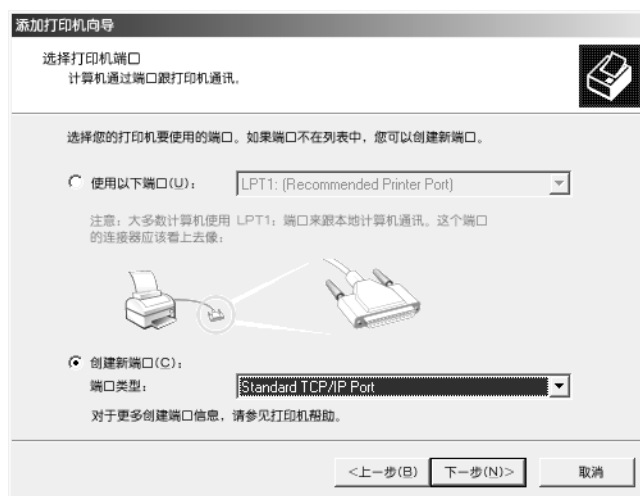 添加打印机向导
选择打印机端口
计算机通过端口跟打印机通讯.
选择您的打印机要使用的端口。如果端口不在列表中，您可以创建新端口。
使用以下端口(U)：
LPT1: (Recommended Printer Port)
注意：大多数计算机使用 LPT1：端口来跟本地计算机通讯。这个端口
的连接器应该看上去像：
创建新端口(C)：
端口类型：
Standard TCP/IP Port
对于更多创建端口信息，请参见打印机帮助。
<上一步(B)
下一步(N)>
取消